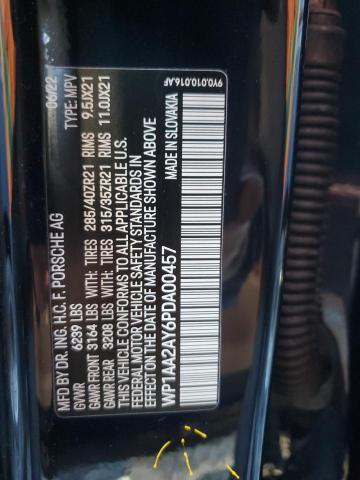 MFD BY DR. ING. H.C. F. PORSCHE AG 06/22
6239 LBS TYPE: MPV
GVWR
GAWR FRONT 3164 LBS WITH: TIRES 285/40ZR21 RIMS 9.5JX21
GAWR REAR 3208 LBS WITH: TIRES 315/35ZR21 RIMS 11.0JX21
THIS VEHICLE CONFORMS TO ALL APPLICABLE U.S.
FEDERAL MOTOR VEHICLE SAFETY STANDARDS IN
EFFECT ON THE DATE OF MANUFACTURE SHOWN ABOVE
MADE IN SLOVAKIA
WP1AA2AY6PDA00457
9Y0.010.016.AF